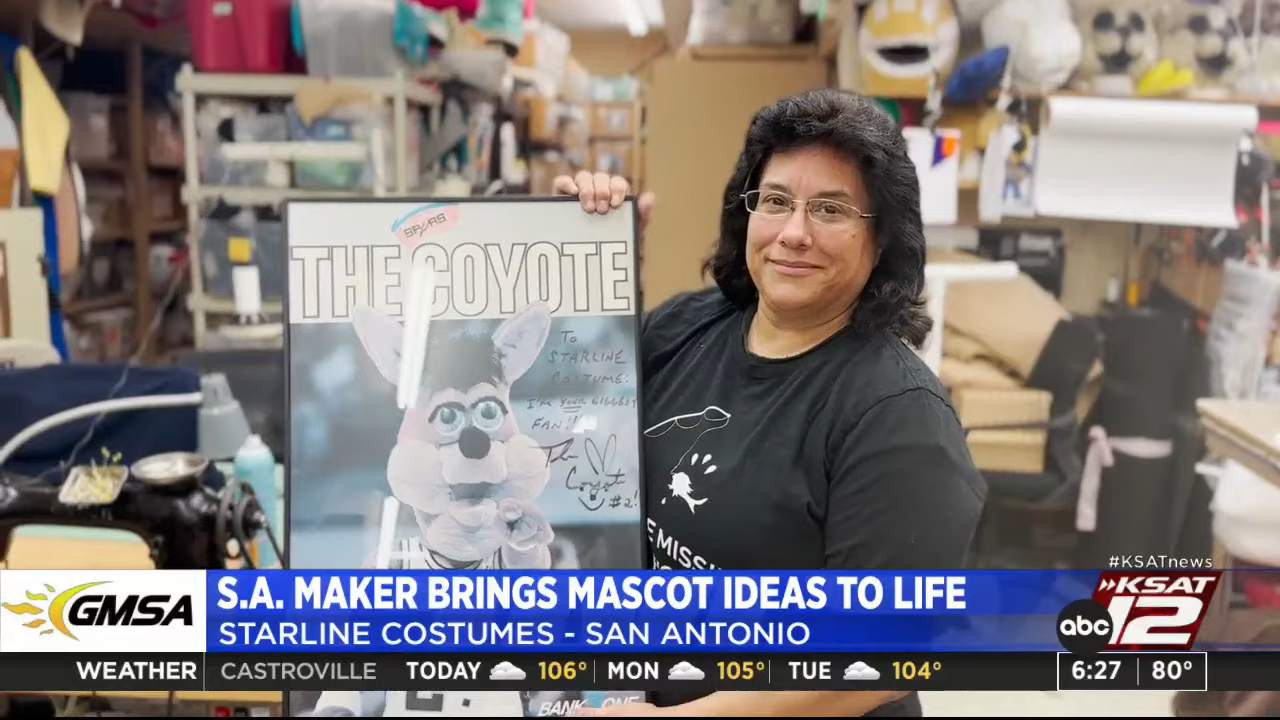 SPURS
THE COYOTE
TO
STARLINE
COSTUME:
I'M YOUR BIGGEST
FAN!!!
The
Coyote
#2!
E MISS
#KSATnews
GMSA
S.A. MAKER BRINGS MASCOT IDEAS TO LIFE
STARLINE COSTUMES - SAN ANTONIO
abc
KSAT
12
WEATHER CASTROVILLE TODAY 106° MON 105° TUE 104° 6:27 80°
BANK ONE